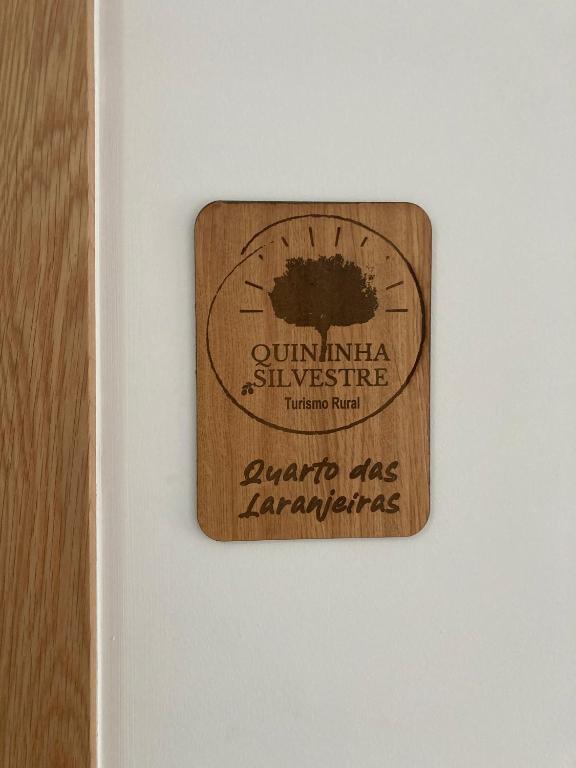 QUINTINHA
SILVESTRE
Turismo Rural
Quarto das
Laranjeiras